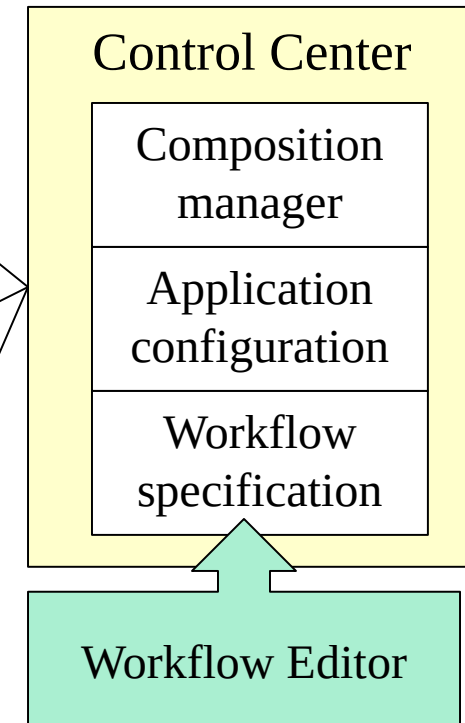 Control Center
Composition
manager
Application
configuration
Workflow
specification
Workflow Editor